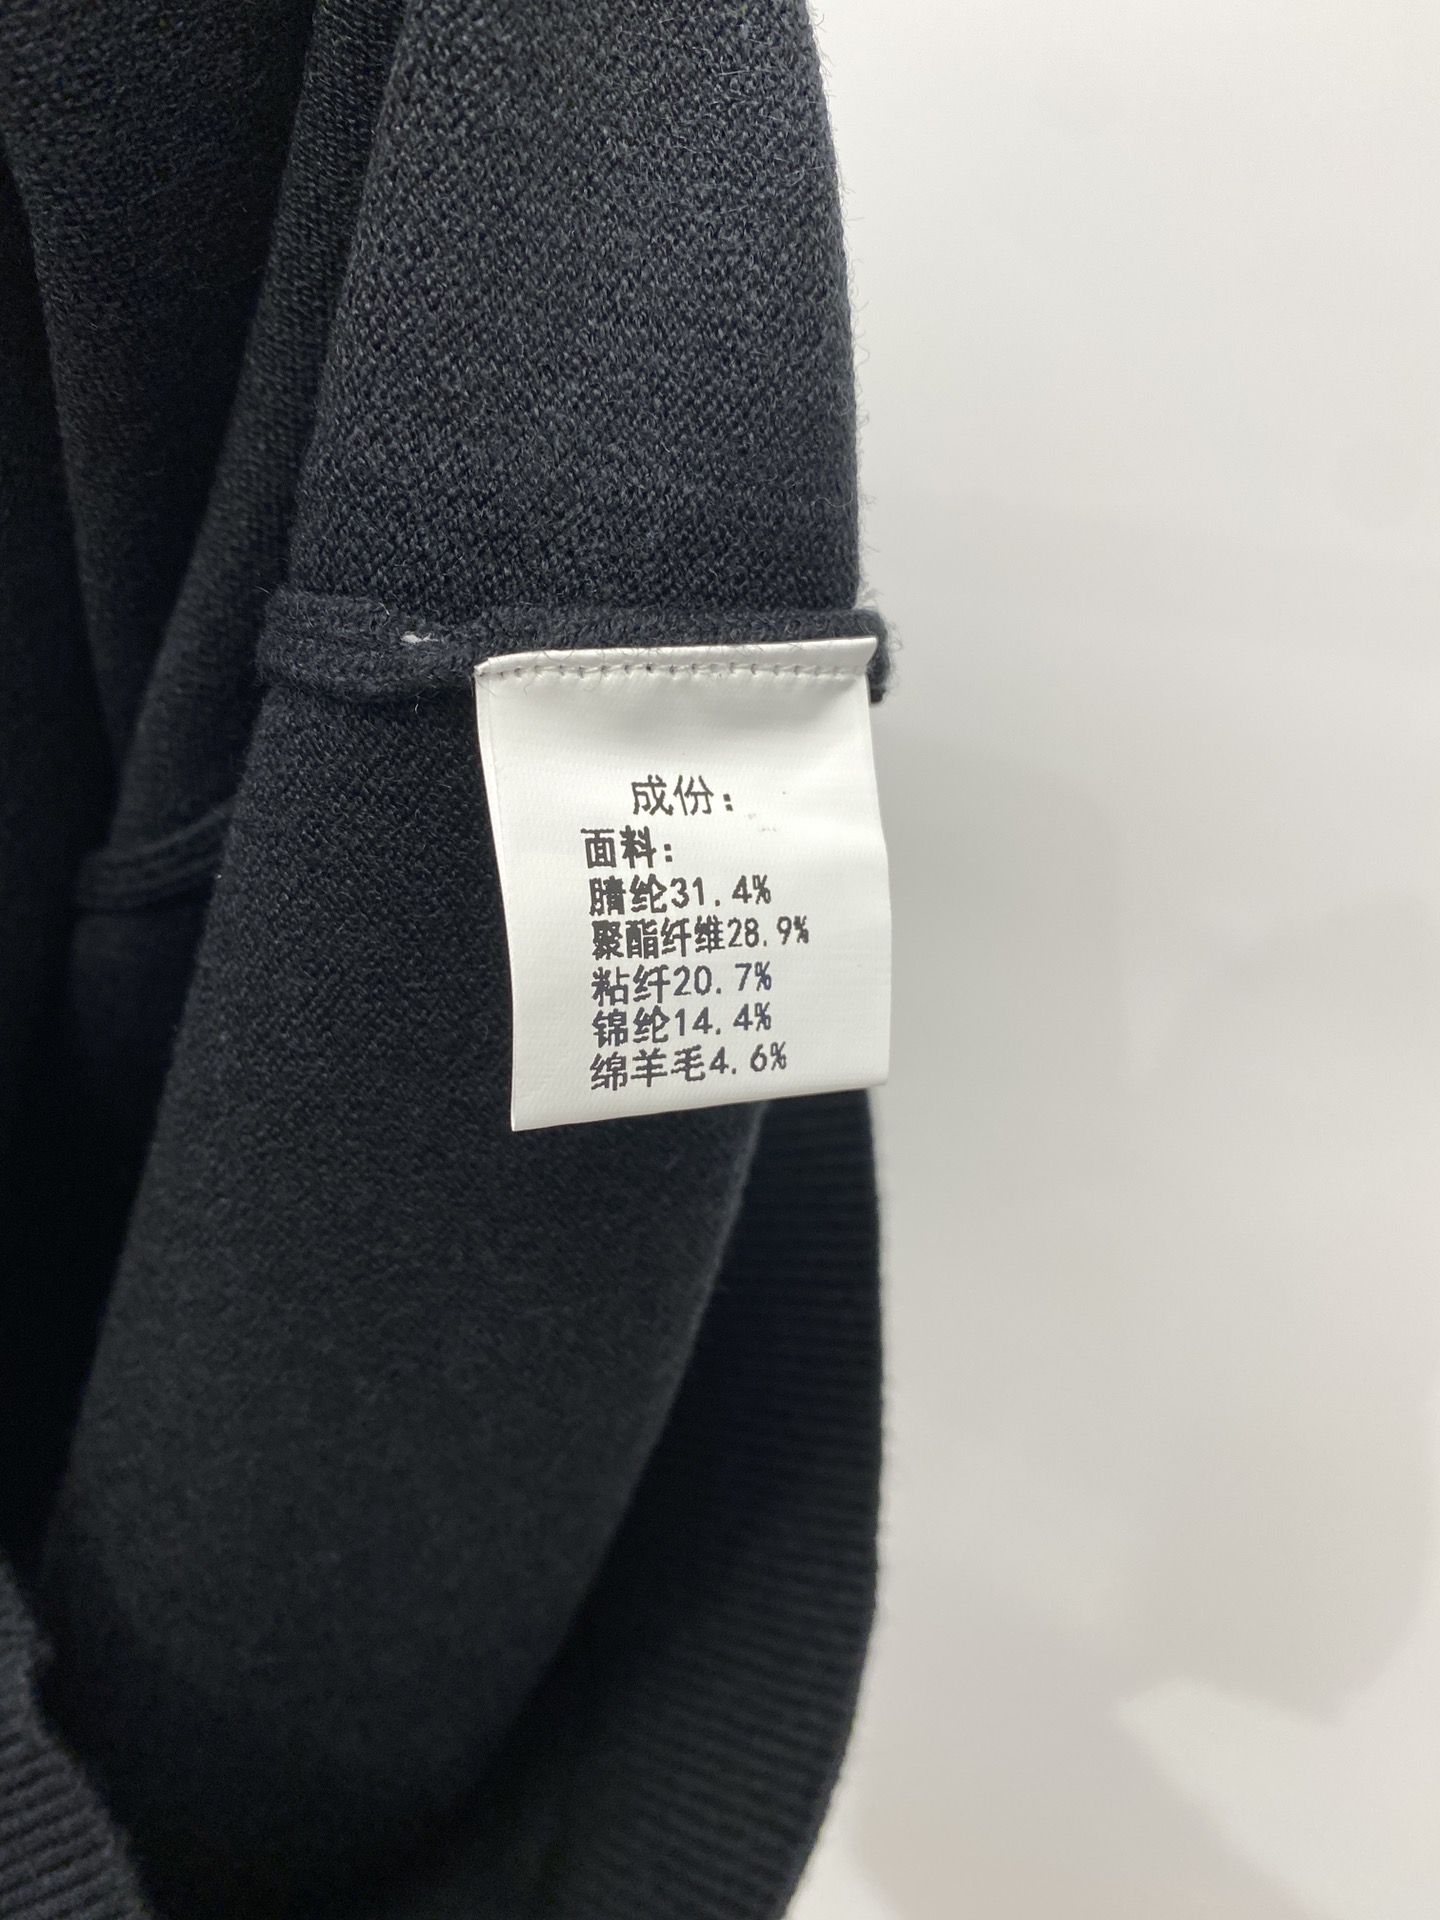 成份：
面料：
腈纶31.4%
聚酯纤维28.9%
粘纤20.7%
锦纶14.4%
绵羊毛4.6%